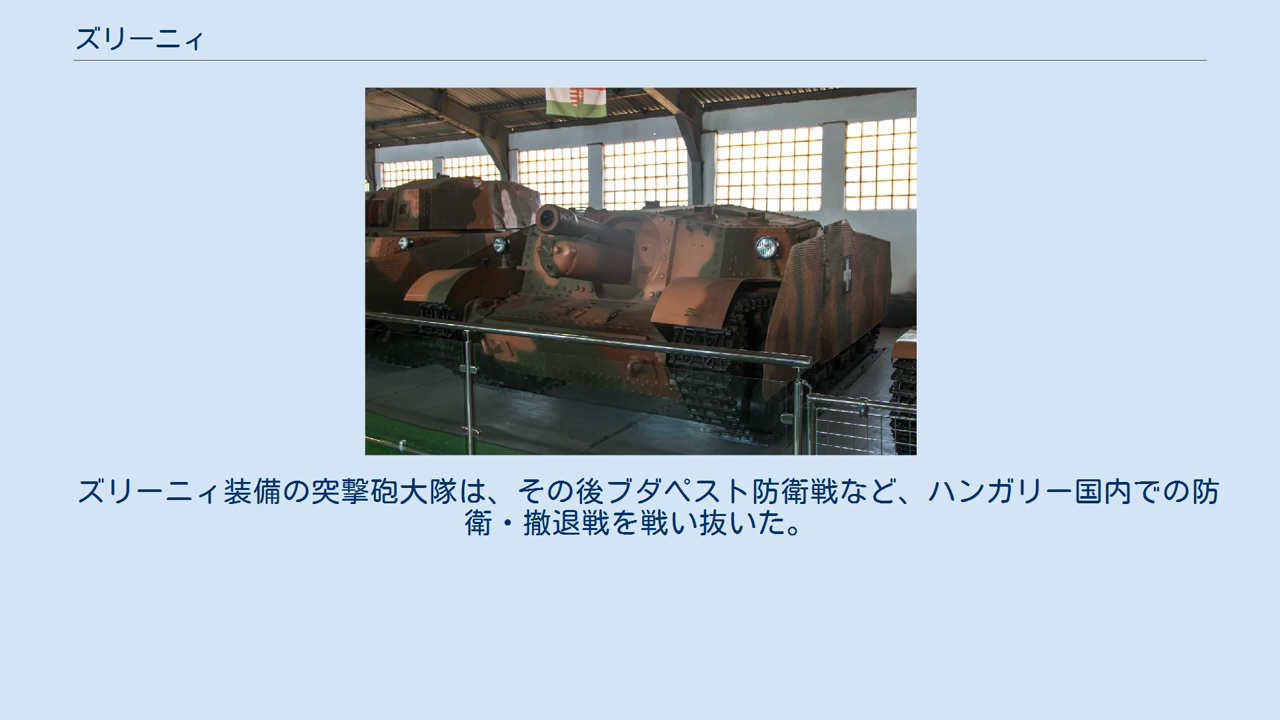 ズリーニィ
ズリーニィ装備の突撃砲大隊は、その後ブダペスト防衛戦など、ハンガリー国内での防
衛・撤退戦を戦い抜いた。